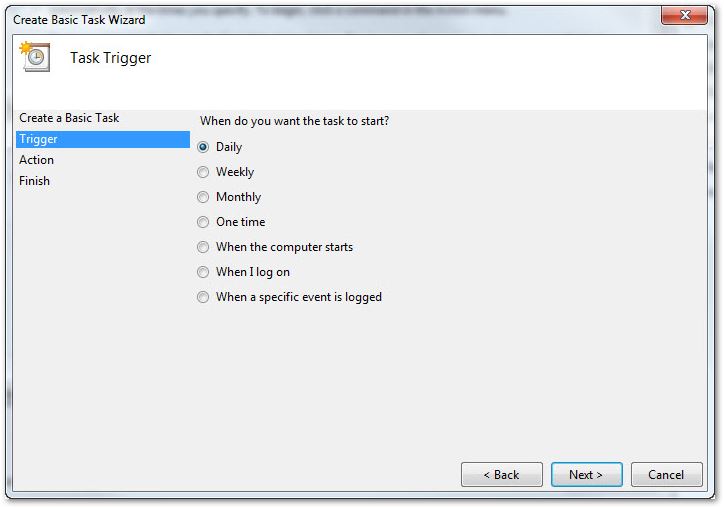 Create Basic Task Wizard
Task Trigger
Create a Basic Task
Trigger
Action
Finish
When do you want the task to start?
Daily
Weekly
Monthly
One time
When the computer starts
When I log on
When a specific event is logged
< Back
Next >
Cancel